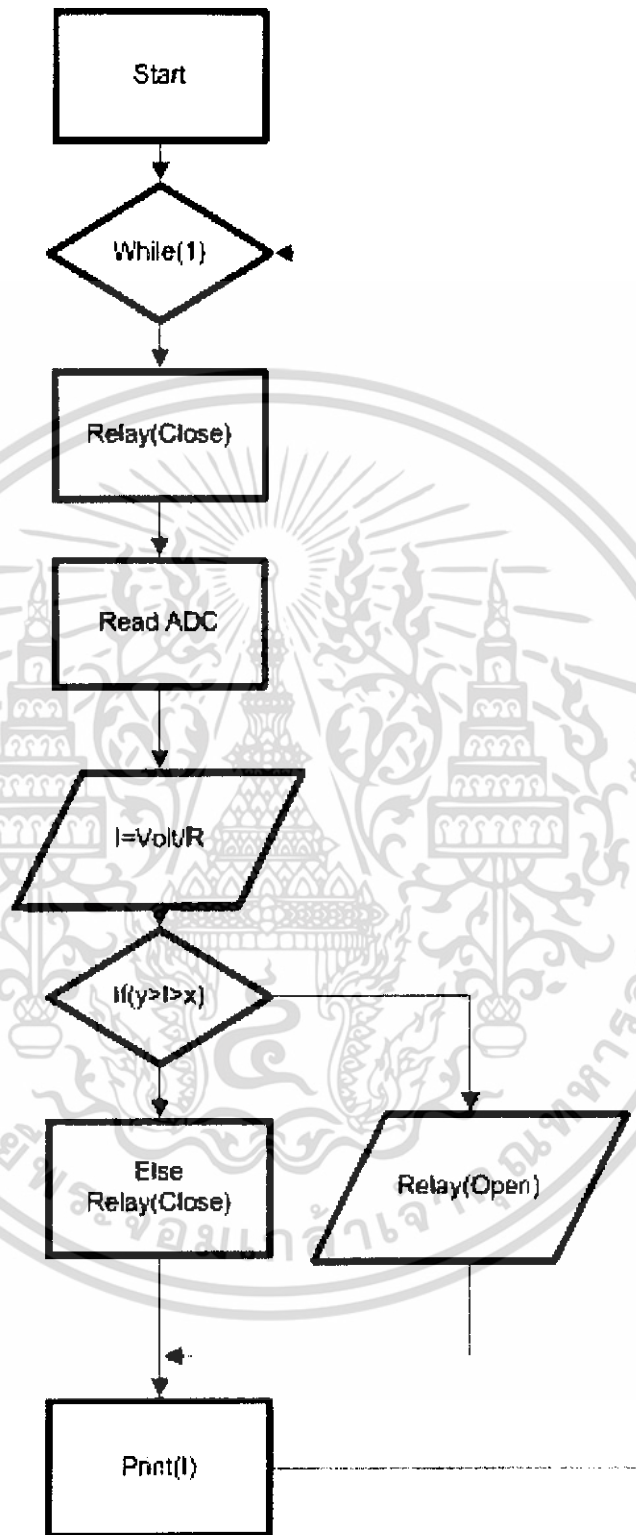 Start
While(1)
Relay(Close)
Read ADC
I=Volt/R
If(y>I>x)
Else
Relay(Close)
Relay(Open)
Print(I)